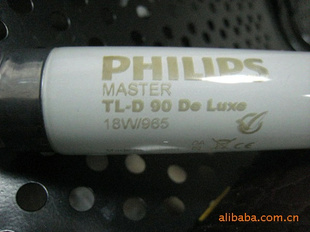 PHILIPS
MASTER
TL-D 90 De Luxe
18W/965
alibaba.com.cn